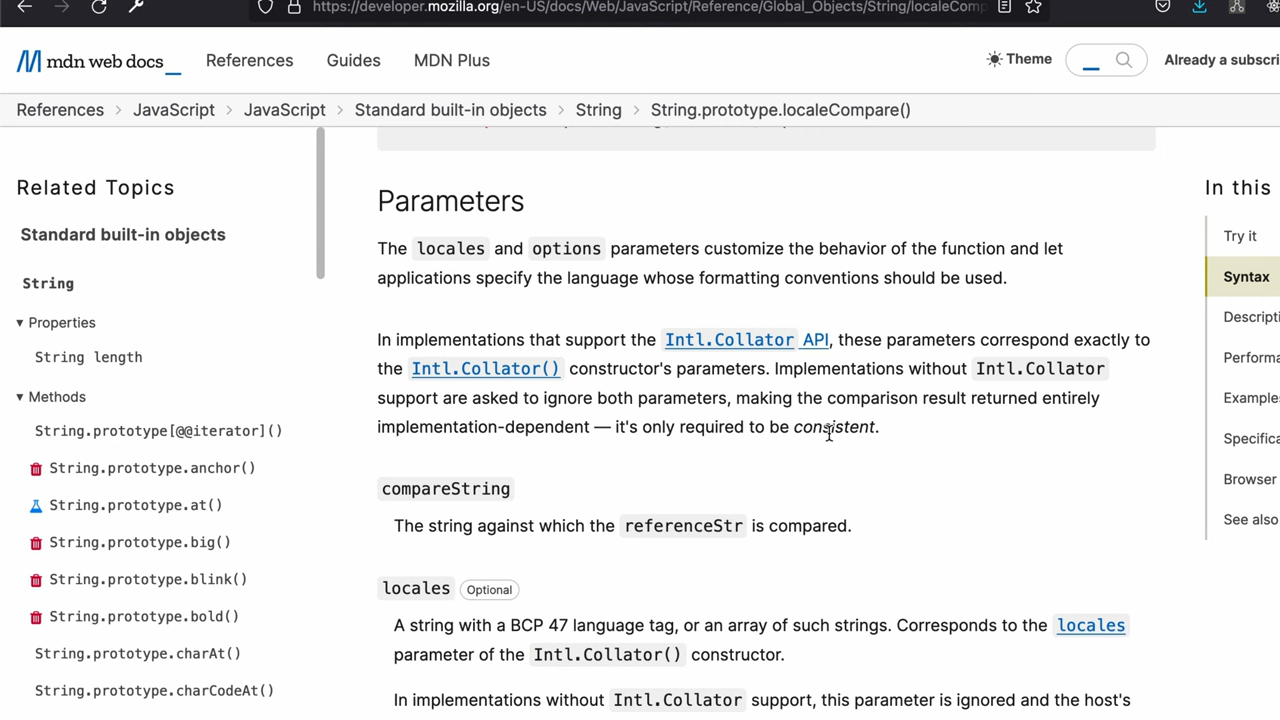 https://developer.mozilla.org/en-US/docs/Web/JavaScript/Reference/Global_Objects/String/localeComp
mdn web docs_
References
Guides
MDN Plus
Theme
Already a subscri
References > JavaScript > JavaScript > Standard built-in objects > String > String.prototype.localeCompare()
Related Topics
Standard built-in objects
String
Properties
String length
Methods
String.prototype[@@iterator]()
String.prototype.anchor()
String.prototype.at()
String.prototype.big()
String.prototype.blink()
String.prototype.bold()
String.prototype.charAt()
String.prototype.charCodeAt()
Parameters
The locales and options parameters customize the behavior of the function and let
applications specify the language whose formatting conventions should be used.
In implementations that support the Intl.Collator API, these parameters correspond exactly to
the Intl.Collator() constructor's parameters. Implementations without Intl.Collator
support are asked to ignore both parameters, making the comparison result returned entirely
implementation-dependent — it's only required to be consistent.
compareString
The string against which the referenceStr is compared.
locales Optional
A string with a BCP 47 language tag, or an array of such strings. Corresponds to the locales
parameter of the Intl.Collator() constructor.
In implementations without Intl.Collator support, this parameter is ignored and the host's
In this
Try it
Syntax
Descripti
Performa
Examples
Specifica
Browser
See also